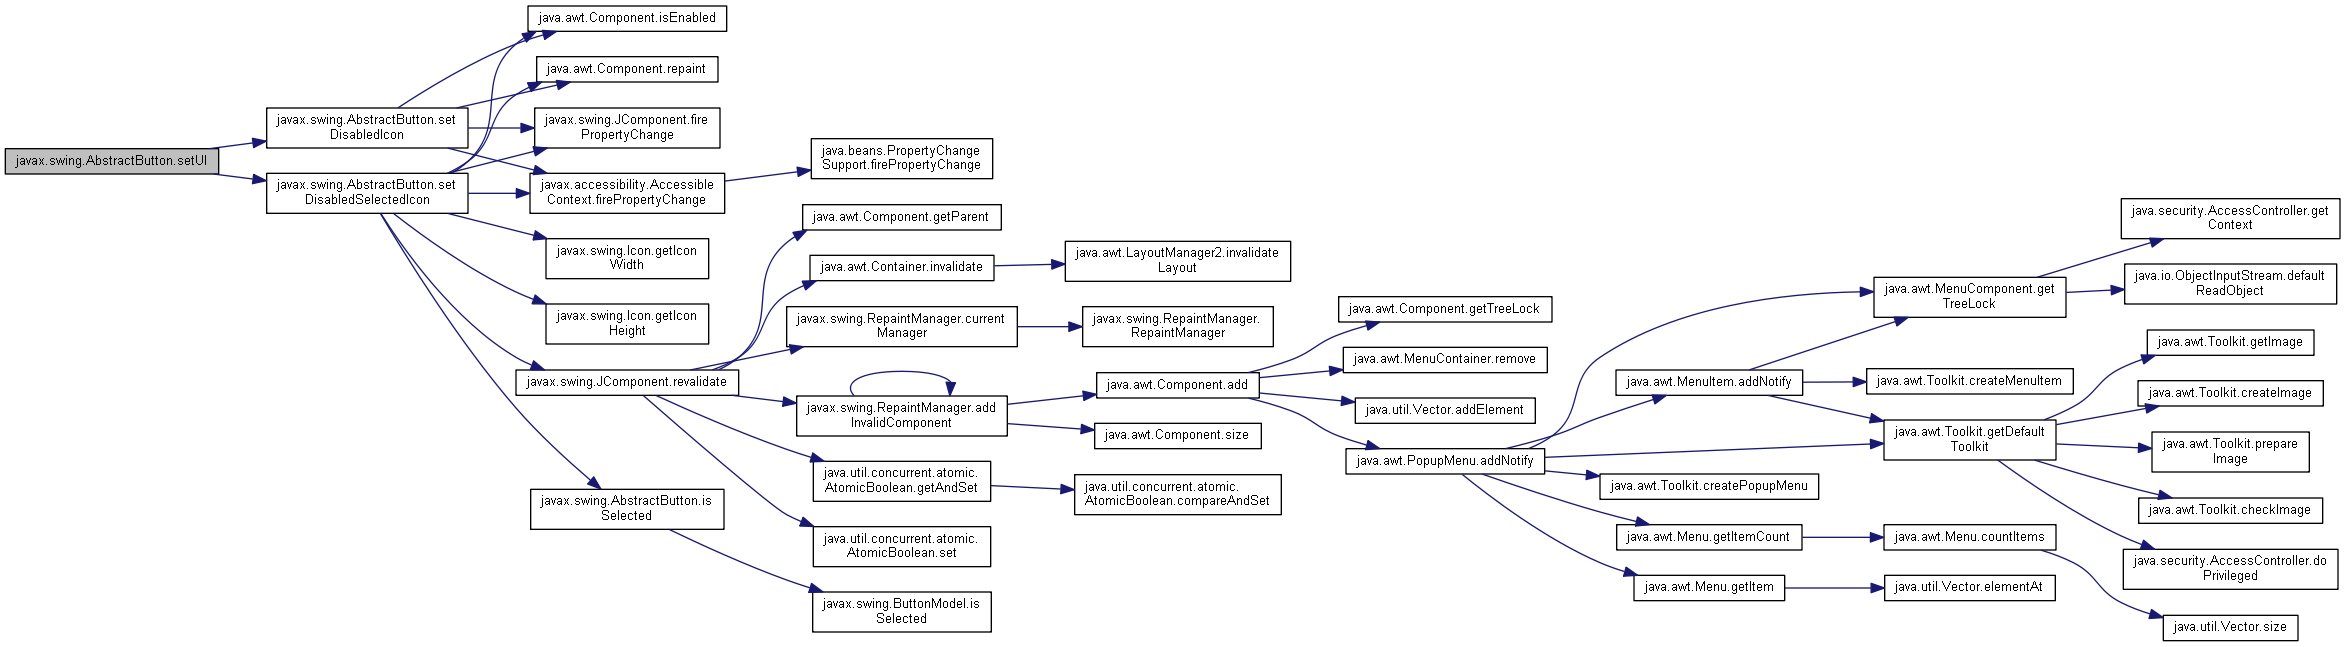 javax.swing.AbstractButton.setUI
javax.swing.AbstractButton.set
DisabledIcon
javax.swing.AbstractButton.set
DisabledSelectedIcon
java.awt.Component.isEnabled
java.awt.Component.repaint
javax.swing.JComponent.fire
PropertyChange
javax.accessibility.Accessible
Context.firePropertyChange
javax.swing.Icon.getIcon
Width
javax.swing.Icon.getIcon
Height
javax.swing.JComponent.revalidate
javax.swing.AbstractButton.is
Selected
java.beans.PropertyChange
Support.firePropertyChange
java.awt.Component.getParent
java.awt.Container.invalidate
javax.swing.RepaintManager.current
Manager
javax.swing.RepaintManager.add
InvalidComponent
java.util.concurrent.atomic.
AtomicBoolean.getAndSet
java.util.concurrent.atomic.
AtomicBoolean.set
javax.swing.ButtonModel.is
Selected
java.awt.LayoutManager2.invalidate
Layout
javax.swing.RepaintManager.
RepaintManager
java.awt.Component.add
java.awt.Component.size
java.util.concurrent.atomic.
AtomicBoolean.compareAndSet
java.awt.Component.getTreeLock
java.awt.MenuContainer.remove
java.util.Vector.addElement
java.awt.PopupMenu.addNotify
java.awt.MenuItem.addNotify
java.awt.Toolkit.createPopupMenu
java.awt.Menu.getItemCount
java.awt.Menu.getItem
java.awt.MenuComponent.get
TreeLock
java.awt.Toolkit.createMenuItem
java.awt.Toolkit.getDefault
Toolkit
java.awt.Menu.countItems
java.util.Vector.elementAt
java.security.AccessController.get
Context
java.io.ObjectInputStream.default
ReadObject
java.awt.Toolkit.getImage
java.awt.Toolkit.createImage
java.awt.Toolkit.prepare
Image
java.awt.Toolkit.checkImage
java.security.AccessController.do
Privileged
java.util.Vector.size